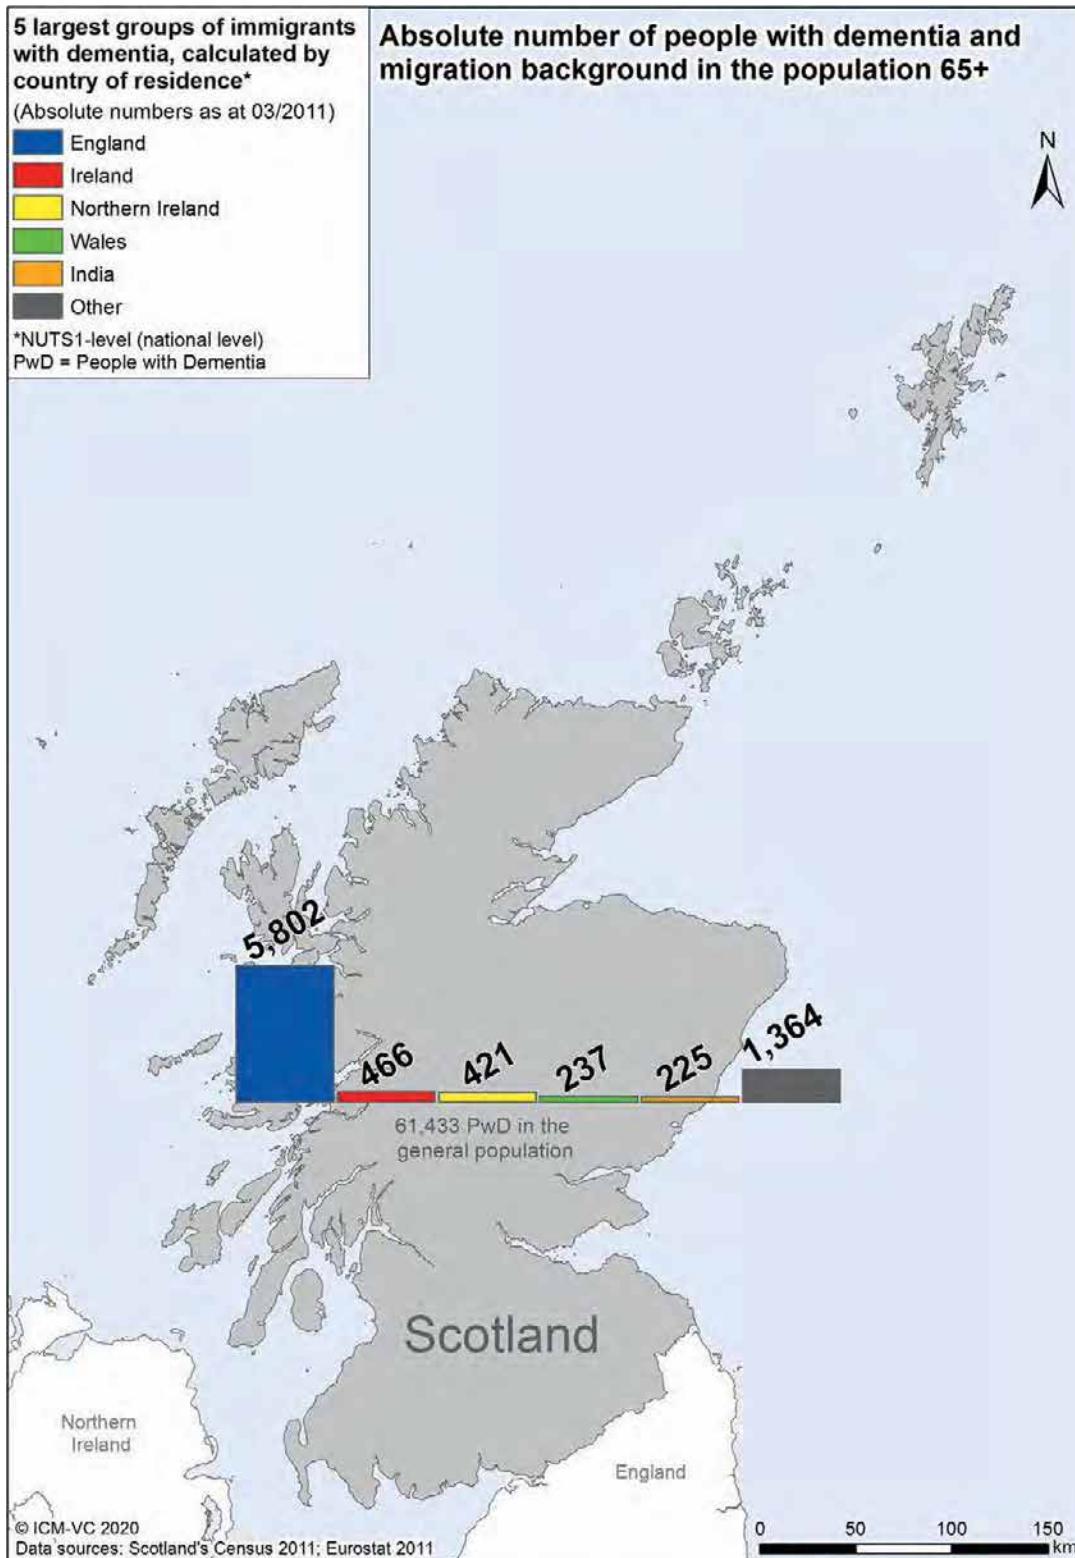 5 largest groups of immigrants
with dementia, calculated by
country of residence*
(Absolute numbers as at 03/2011)
England
Ireland
Northern Ireland
Wales
India
Other
*NUTS1-level (national level)
PwD = People with Dementia
Absolute number of people with dementia and
migration background in the population 65+
N
5,802
466
421
237
225
1,364
61,433 PwD in the
general population
Scotland
Northern
Ireland
England
© ICM-VC 2020
Data sources: Scotland's Census 2011; Eurostat 2011
0 50 100 150
km